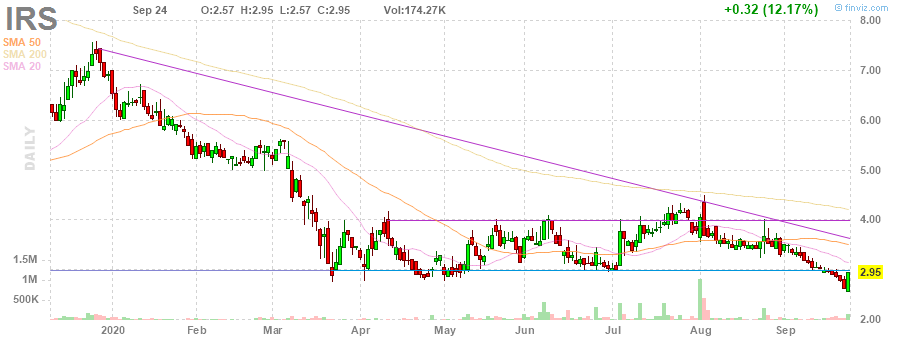 IRS Sep 24 O:2.57 H:2.95 L:2.57 C:2.95 Vol:174.27K +0.32 (12.17%) © finviz.com
SMA 50
SMA 200
SMA 20
DAILY
8.00
7.00
6.00
5.00
4.00
2.95
2.00
1.5M
1M
500K
2020 Feb Mar Apr May Jun Jul Aug Sep